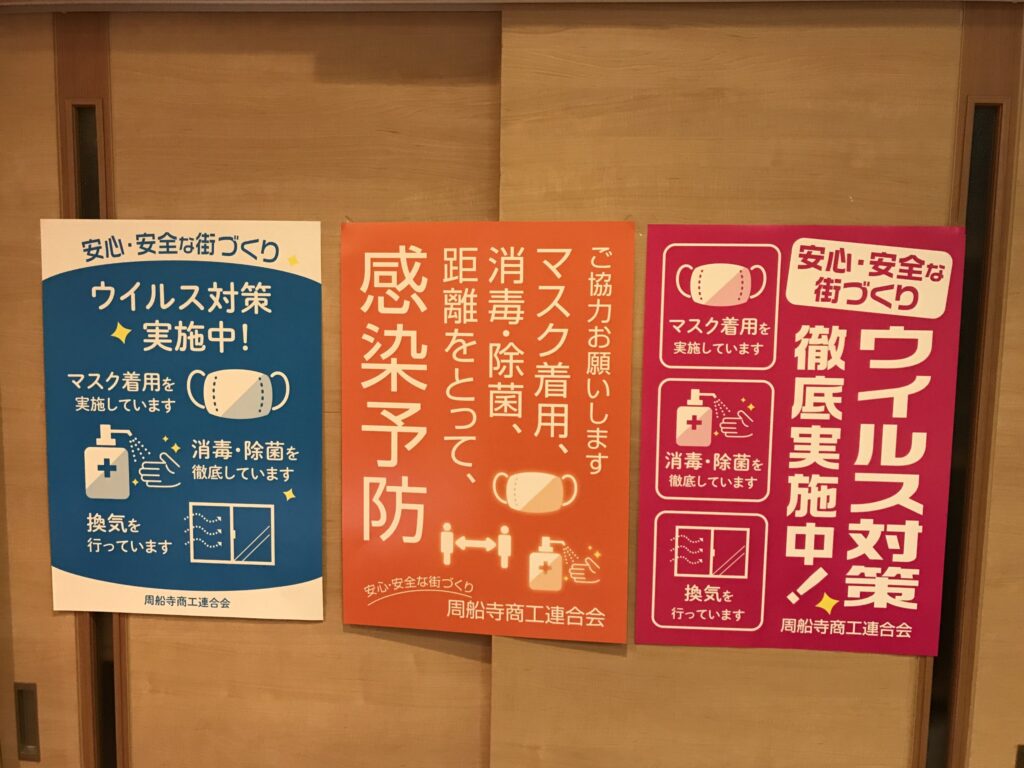 安心・安全な街づくり
ウイルス対策
実施中!
マスク着用を
実施しています
消毒・除菌を
徹底しています
換気を
行っています
周船寺商工連合会
ご協力お願いします
マスク着用、
消毒・除菌、
距離をとって、
感染予防
安心・安全な街づくり
周船寺商工連合会
安心・安全な
街づくり
ウイルス対策
徹底実施中!
マスク着用を
実施しています
消毒・除菌を
徹底しています
換気を
行っています
周船寺商工連合会